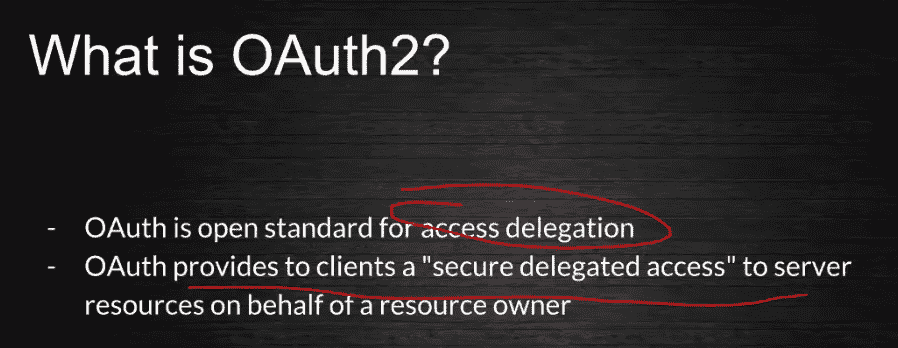 What is OAuth2?
- OAuth is open standard for access delegation
- OAuth provides to clients a "secure delegated access" to server
resources on behalf of a resource owner